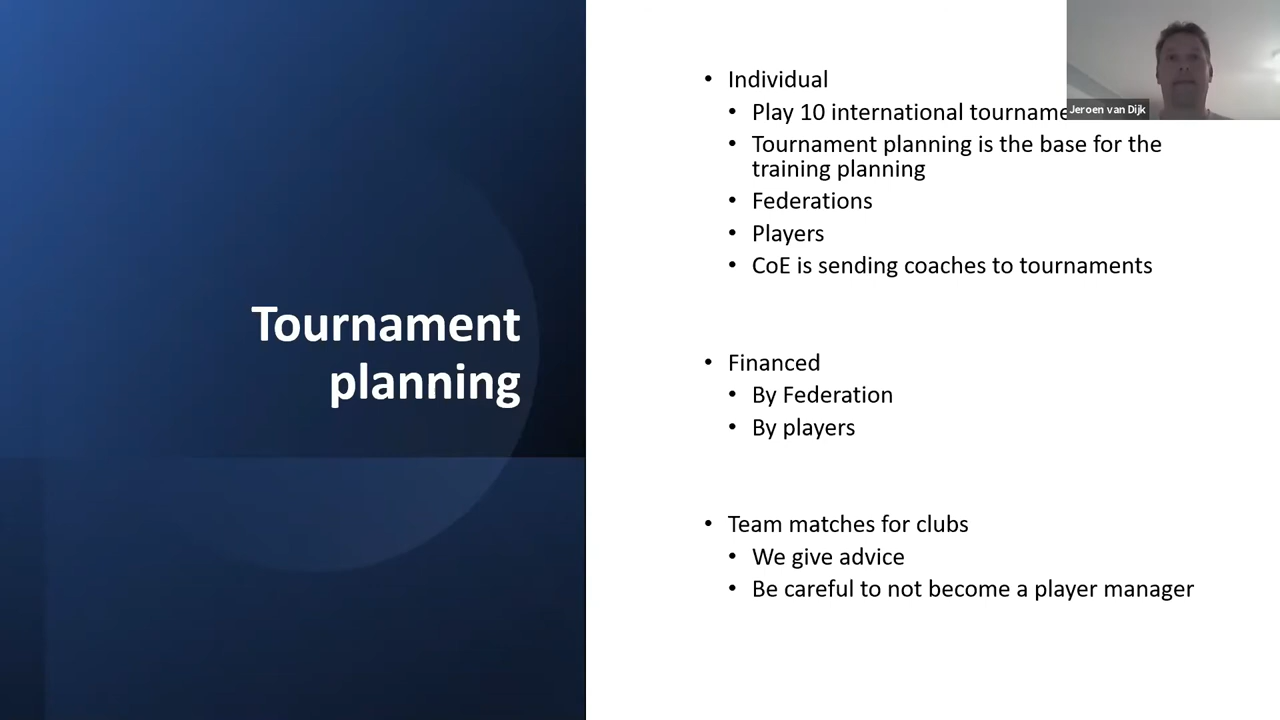 Tournament
planning
• Individual
• Play 10 international
• Tournament planning is the base for the
training planning
• Federations
• Players
• CoE is sending coaches to tournaments
• Financed
• By Federation
• By players
• Team matches for clubs
• We give advice
• Be careful to not become a player manager
Jeroen van Dijk